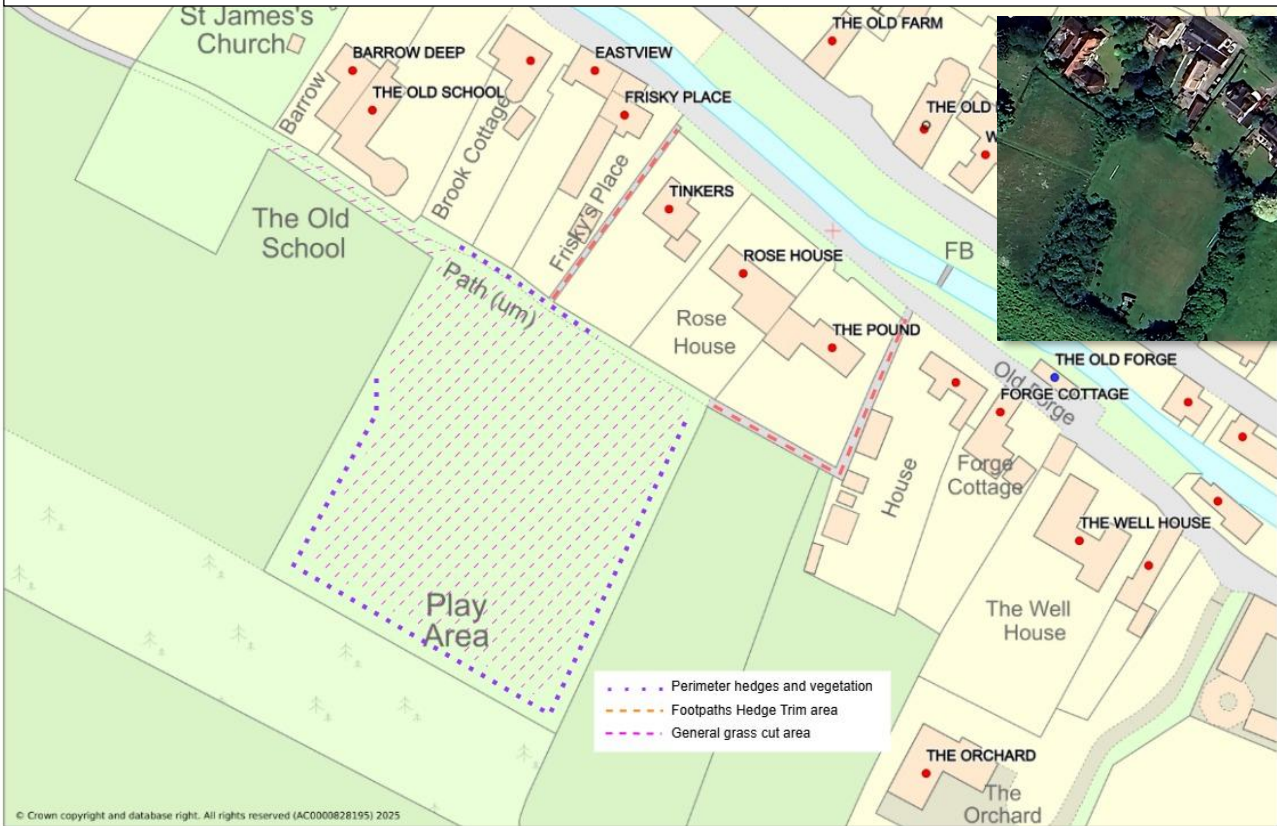 St James's
Church
BARROW DEEP
THE OLD SCHOOL
Barrow
Brook Cottage
EASTVIEW
FRISKY PLACE
Frisky's Place
THE OLD FARM
THE OLD
W
TINKERS
ROSE HOUSE
Rose
House
THE POUND
FB
The Old
School
Path (um)
THE OLD FORGE
Old Forge
FORGE COTTAGE
House
Forge
Cottage
THE WELL HOUSE
The Well
House
Play
Area
Perimeter hedges and vegetation
Footpaths Hedge Trim area
General grass cut area
THE ORCHARD
The
Orchard
© Crown copyright and database right. All rights reserved (AC0000828195) 2025